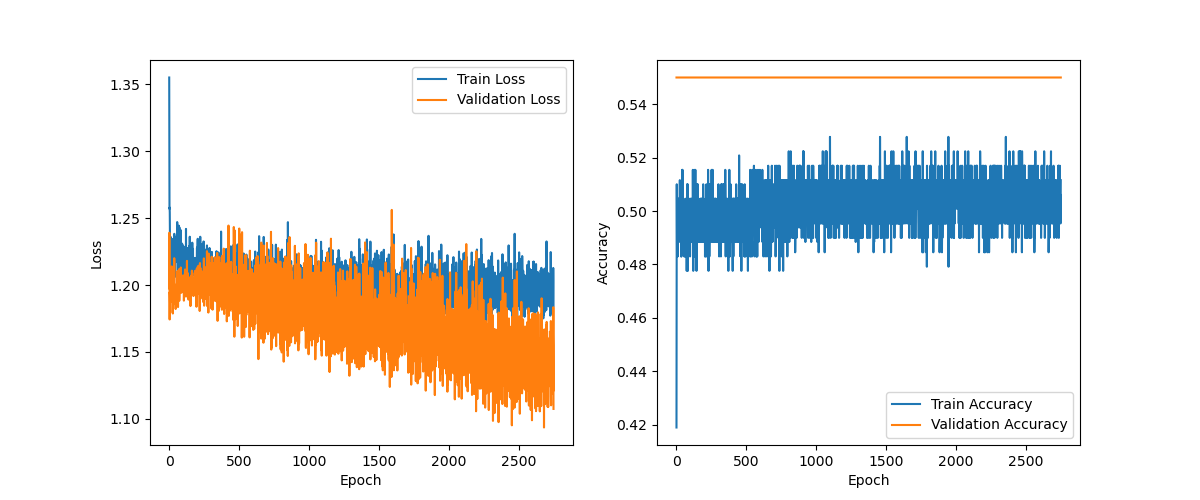 Train Loss
Validation Loss
1.35
1.30
1.25
1.20
1.15
1.10
Loss
0 500 1000 1500 2000 2500
Epoch
0.54
0.52
0.50
0.48
0.46
0.44
0.42
Accuracy
Train Accuracy
Validation Accuracy
0 500 1000 1500 2000 2500
Epoch